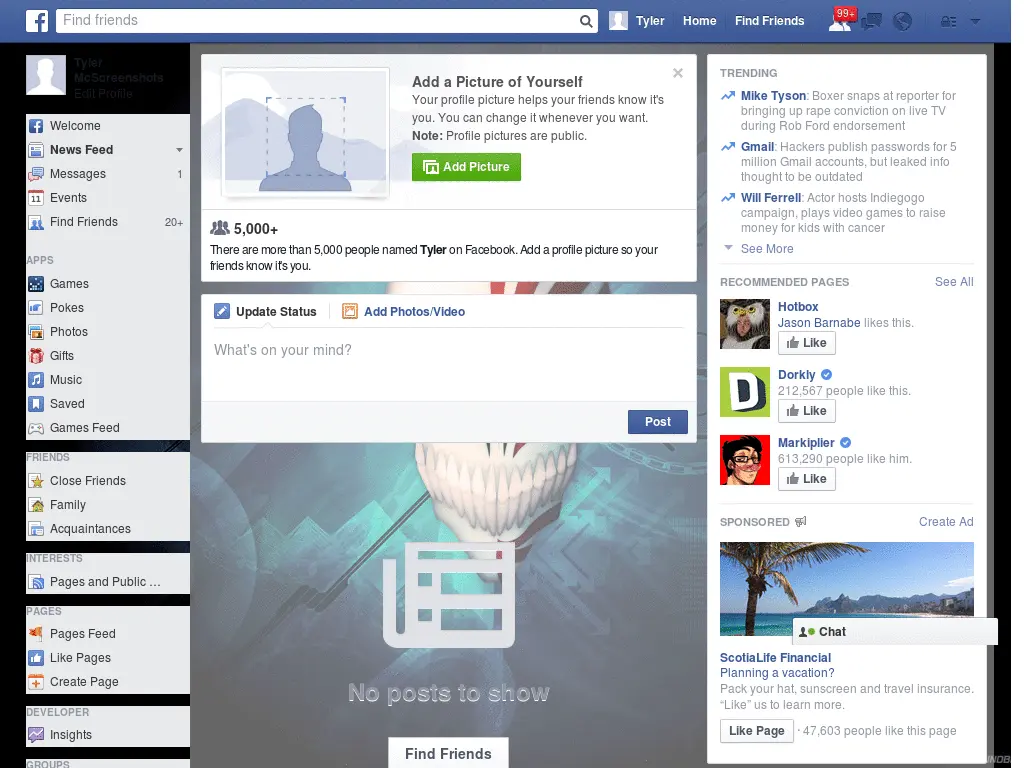 Find friends
Tyler
Home
Find Friends
99+
Tyler
McScreenshots
Edit Profile
Welcome
News Feed
Messages 1
11
Events
Find Friends 20+
APPS
Games
Pokes
Photos
Gifts
Music
Saved
Games Feed
FRIENDS
Close Friends
Family
Acquaintances
INTERESTS
Pages and Public ...
PAGES
Pages Feed
Like Pages
Create Page
DEVELOPER
Insights
GROUPS
Add a Picture of Yourself
Your profile picture helps your friends know it's
you. You can change it whenever you want.
Note: Profile pictures are public.
Add Picture
5,000+
There are more than 5,000 people named Tyler on Facebook. Add a profile picture so your
friends know it's you.
Update Status
Add Photos/Video
What's on your mind?
Post
No posts to show
Find Friends
TRENDING
Mike Tyson: Boxer snaps at reporter for
bringing up rape conviction on live TV
during Rob Ford endorsement
Gmail: Hackers publish passwords for 5
million Gmail accounts, but leaked info
thought to be outdated
Will Ferrell: Actor hosts Indiegogo
campaign, plays video games to raise
money for kids with cancer
See More
RECOMMENDED PAGES See All
Hotbox
Jason Barnabe likes this.
Like
D
Dorkly
212,567 people like this.
Like
Markiplier
613,290 people like him.
Like
SPONSORED Create Ad
Chat
ScotiaLife Financial
Planning a vacation?
Pack your hat, sunscreen and travel insurance.
“Like” us to learn more.
Like Page · 47,603 people like this page